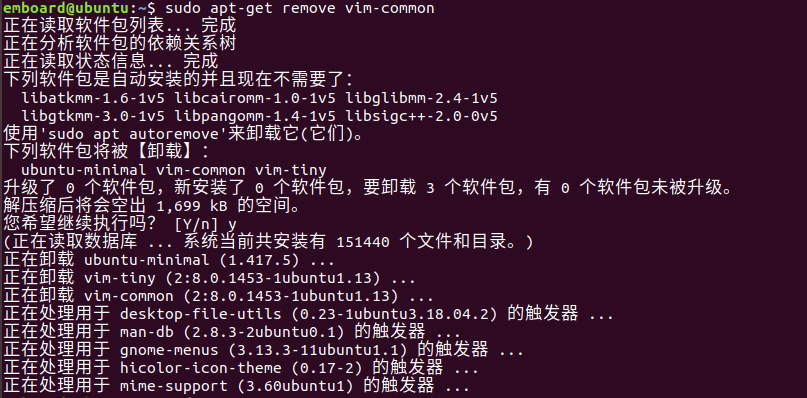 emboard@ubuntu:~$ sudo apt-get remove vim-common
正在读取软件包列表... 完成
正在分析软件包的依赖关系树
正在读取状态信息... 完成
下列软件包是自动安装的并且现在不需要了：
  libatkmm-1.6-1v5 libcairomm-1.0-1v5 libglibmm-2.4-1v5
  libgtkmm-3.0-1v5 libpangomm-1.4-1v5 libsigc++-2.0-0v5
使用'sudo apt autoremove'来卸载它(它们)。
下列软件包将被【卸载】：
  ubuntu-minimal vim-common vim-tiny
升级了 0 个软件包，新安装了 0 个软件包，要卸载 3 个软件包，有 0 个软件包未被升级。
解压缩后将会空出 1,699 kB 的空间。
您希望继续执行吗？ [Y/n] y
(正在读取数据库 ... 系统当前共安装有 151440 个文件和目录。)
正在卸载 ubuntu-minimal (1.417.5) ...
正在卸载 vim-tiny (2:8.0.1453-1ubuntu1.13) ...
正在卸载 vim-common (2:8.0.1453-1ubuntu1.13) ...
正在处理用于 desktop-file-utils (0.23-1ubuntu3.18.04.2) 的触发器 ...
正在处理用于 man-db (2.8.3-2ubuntu0.1) 的触发器 ...
正在处理用于 gnome-menus (3.13.3-11ubuntu1.1) 的触发器 ...
正在处理用于 hicolor-icon-theme (0.17-2) 的触发器 ...
正在处理用于 mime-support (3.60ubuntu1) 的触发器 ...